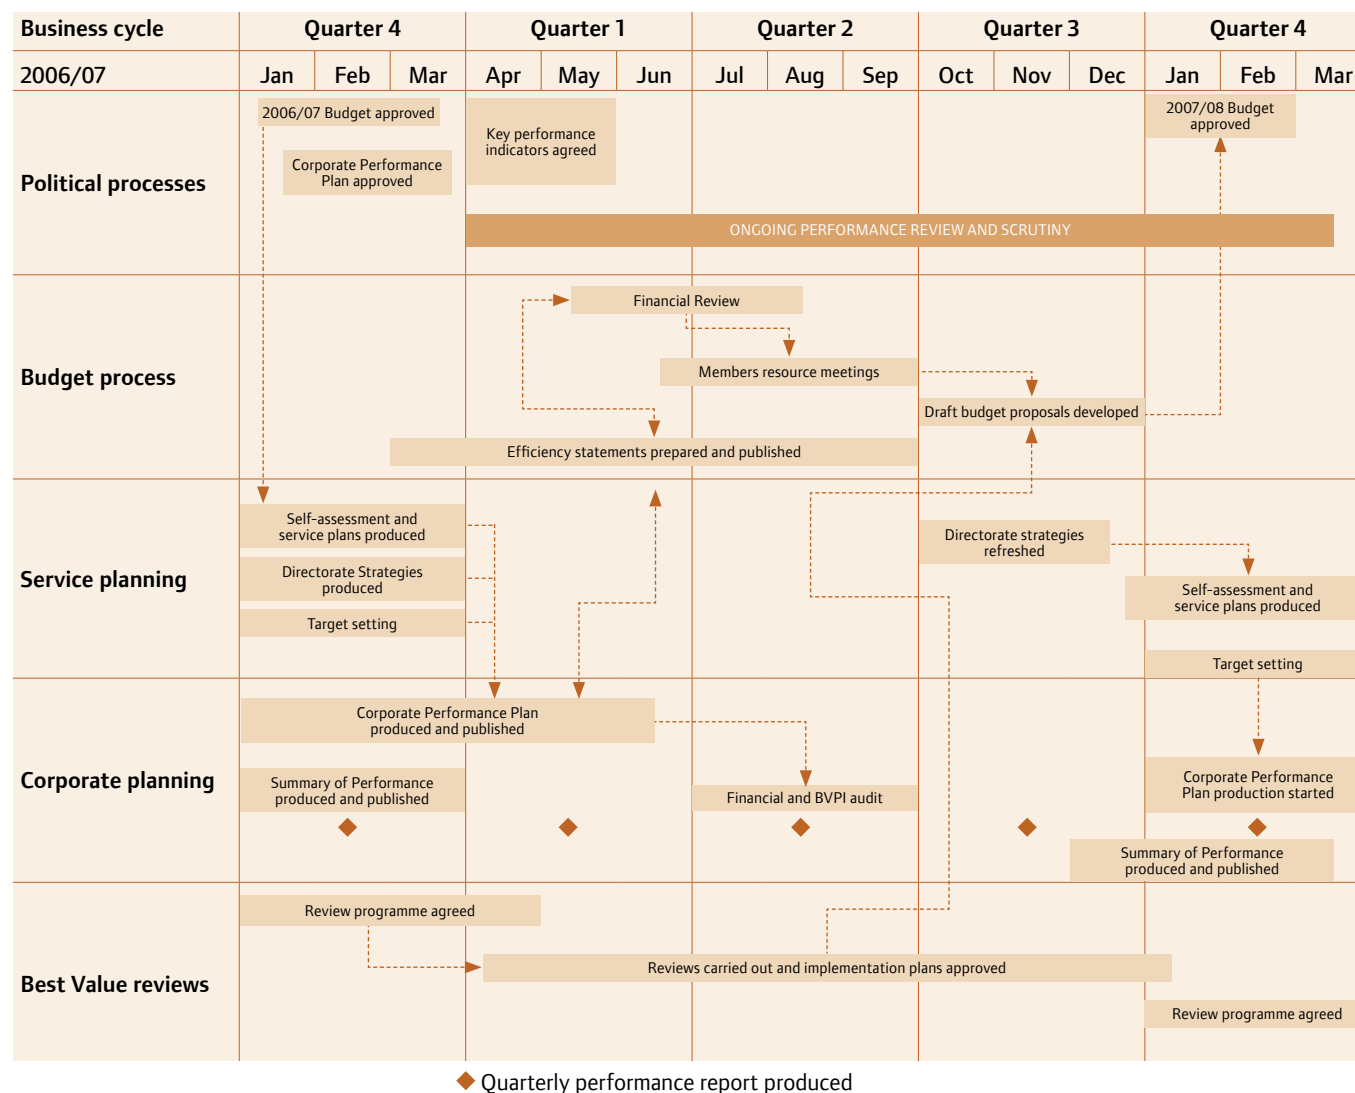 Business cycle
Quarter 4
Quarter 1
Quarter 2
Quarter 3
Quarter 4
2006/07
Jan
Feb
Mar
Apr
May
Jun
Jul
Aug
Sep
Oct
Nov
Dec
Jan
Feb
Mar
Political processes
2006/07 Budget approved
Corporate Performance
Plan approved
Key performance
indicators agreed
2007/08 Budget
approved
ONGOING PERFORMANCE REVIEW AND SCRUTINY
Budget process
Financial Review
Members resource meetings
Draft budget proposals developed
Efficiency statements prepared and published
Service planning
Self-assessment and
service plans produced
Directorate Strategies
produced
Target setting
Directorate strategies
refreshed
Self-assessment and
service plans produced
Target setting
Corporate planning
Corporate Performance Plan
produced and published
Summary of Performance
produced and published
Financial and BVPI audit
Corporate Performance
Plan production started
Summary of Performance
produced and published
Best Value reviews
Review programme agreed
Reviews carried out and implementation plans approved
Review programme agreed
Quarterly performance report produced